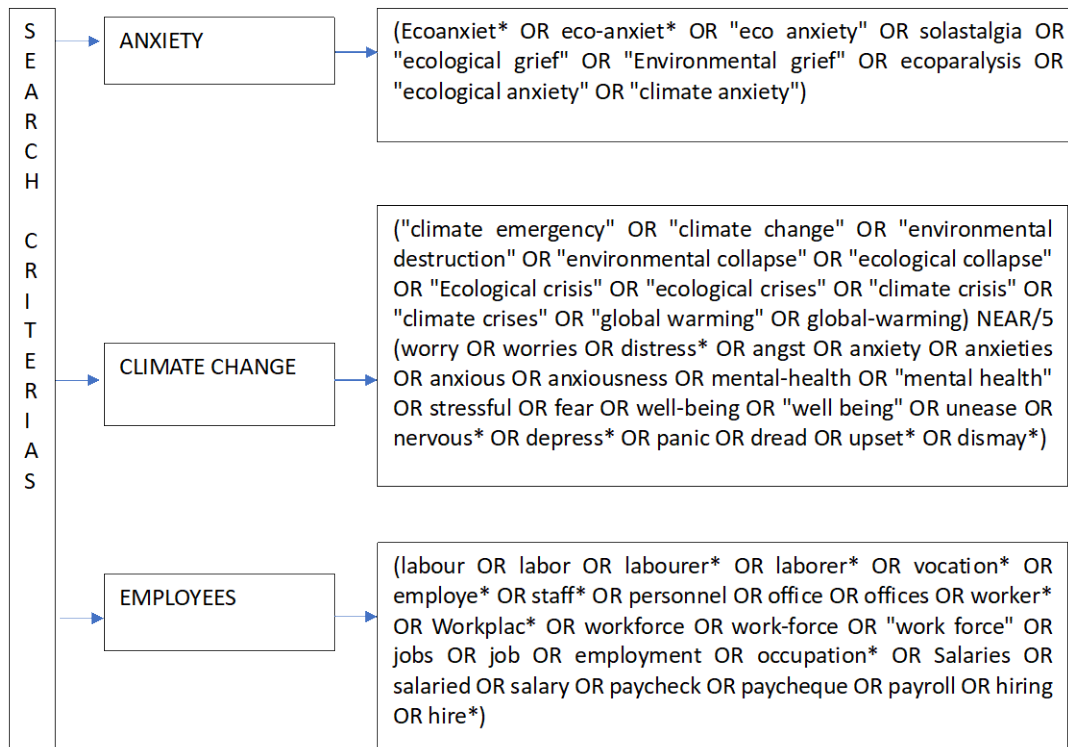 SEARCH CRITERIAS
ANXIETY
(Ecoanxiet* OR eco-anxiet* OR "eco anxiety" OR solastalgia OR
"ecological grief" OR "Environmental grief" OR ecoparalysis OR
"ecological anxiety" OR "climate anxiety")
CLIMATE CHANGE
("climate emergency" OR "climate change" OR "environmental
destruction" OR "environmental collapse" OR "ecological collapse"
OR "Ecological crisis" OR "ecological crises" OR "climate crisis" OR
"climate crises" OR "global warming" OR global-warming) NEAR/5
(worry OR worries OR distress* OR angst OR anxiety OR anxieties
OR anxious OR anxiousness OR mental-health OR "mental health"
OR stressful OR fear OR well-being OR "well being" OR unease OR
nervous* OR depress* OR panic OR dread OR upset* OR dismay*)
EMPLOYEES
(labour OR labor OR labourer* OR laborer* OR vocation* OR
employe* OR staff* OR personnel OR office OR offices OR worker*
OR Workplac* OR workforce OR work-force OR "work force" OR
jobs OR job OR employment OR occupation* OR Salaries OR
salaried OR salary OR paycheck OR paycheque OR payroll OR hiring
OR hire*)